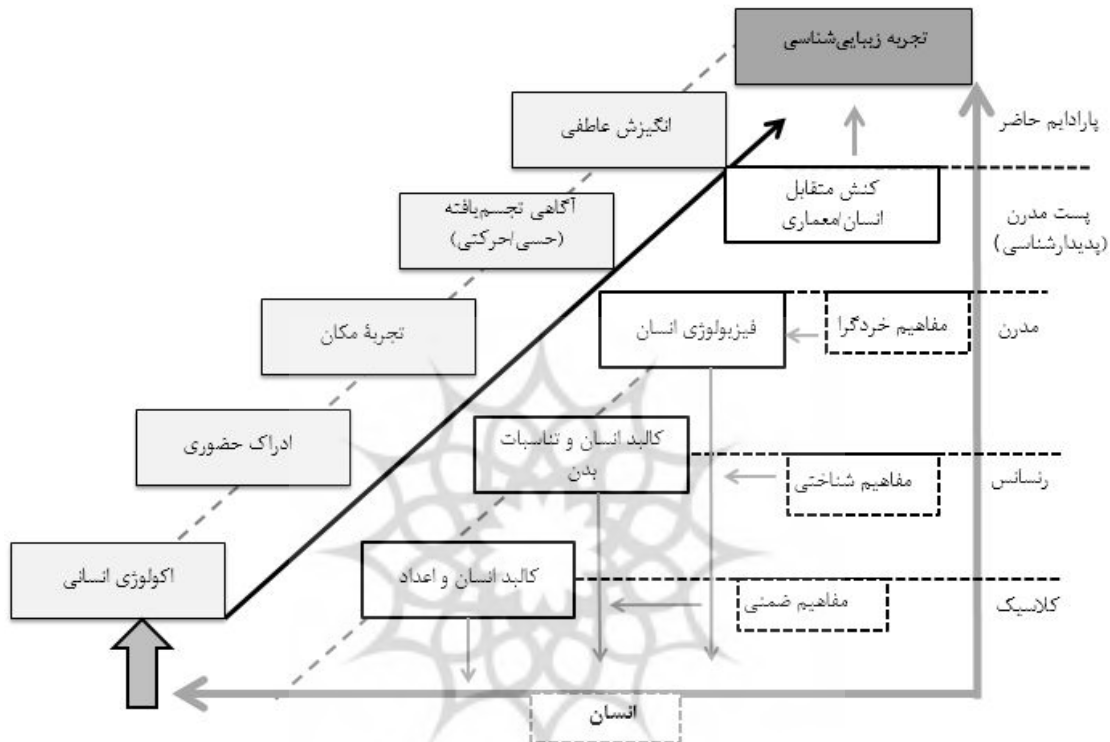 تجربه زیبایی‌شناسی
پارادایم حاضر
انگیزش عاطفی
کنش متقابل
انسان/معماری
آگاهی تجسم‌یافته
(حسی/حرکتی)
پست مدرن
(پدیدارشناسی)
مدرن
مفاهیم خردگرا
فیزیولوژی انسان
تجربهٔ مکان
کالبد انسان و تناسبات
بدن
ادراک حضوری
رنسانس
مفاهیم شناختی
کالبد انسان و اعداد
اکولوژی انسانی
کلاسیک
مفاهیم ضمنی
انسان